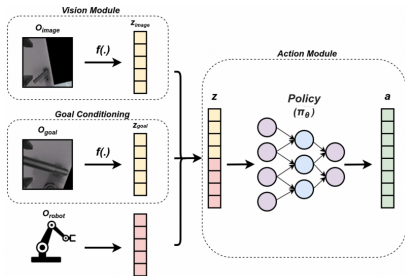 Vision Module
O_image
z_image
f(.)
Goal Conditioning
O_goal
z_goal
f(.)
O_robot
Action Module
z
Policy
(π_θ)
a